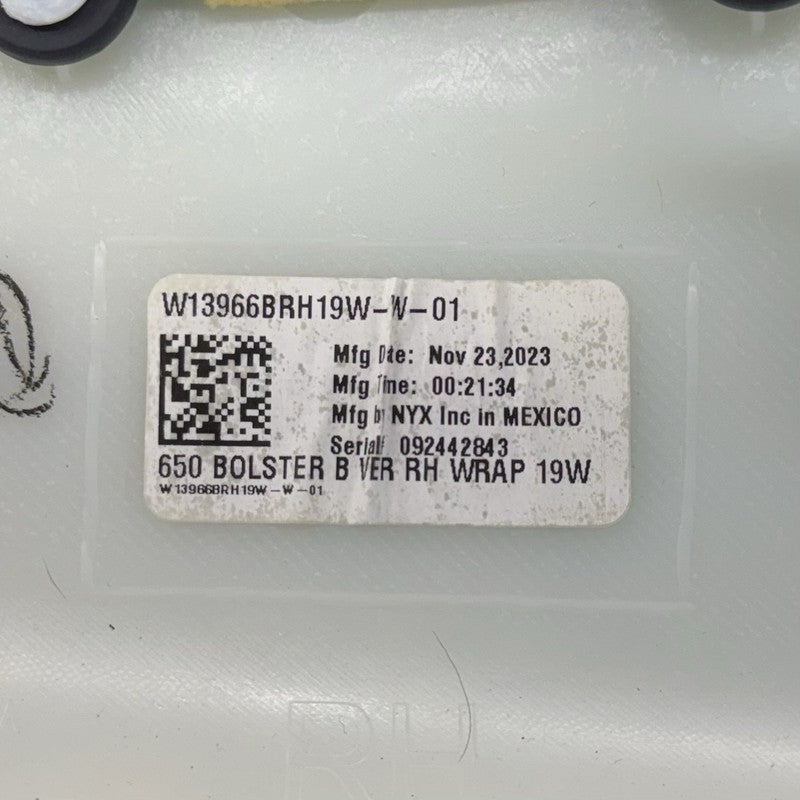 W13966BRH19W-W-01
Mfg Date: Nov 23,2023
Mfg Time: 00:21:34
Mfg by NYX Inc in MEXICO
Serial# 092442843
650 BOLSTER B VER RH WRAP 19W
W13966BRH19W-W-01
RH